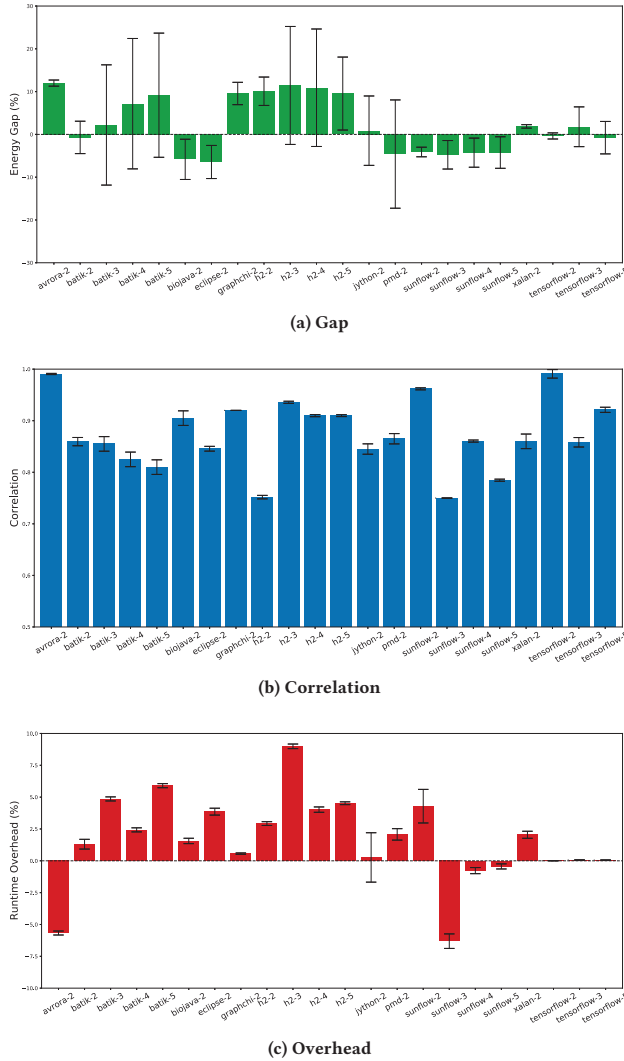 30
20
10
0
−10
−20
−30
Energy Gap (%)
avrora-2 batik-2 batik-3 batik-4 batik-5 biojava-2 eclipse-2 graphchi-2 h2-2 h2-3 h2-4 h2-5 jython-2 pmd-2 sunflow-2 sunflow-3 sunflow-4 sunflow-5 xalan-2 tensorflow-2 tensorflow-3
(a) Gap
1.0
0.9
0.8
0.7
0.6
0.5
Correlation
avrora-2 batik-2 batik-3 batik-4 batik-5 biojava-2 eclipse-2 graphchi-2 h2-2 h2-3 h2-4 h2-5 jython-2 pmd-2 sunflow-2 sunflow-3 sunflow-4 sunflow-5 xalan-2 tensorflow-2 tensorflow-3
(b) Correlation
10.0
7.5
5.0
2.5
0.0
−2.5
−5.0
−7.5
−10.0
Runtime Overhead (%)
avrora-2 batik-2 batik-3 batik-4 batik-5 biojava-2 eclipse-2 graphchi-2 h2-2 h2-3 h2-4 h2-5 jython-2 pmd-2 sunflow-2 sunflow-3 sunflow-4 sunflow-5 xalan-2 tensorflow-2 tensorflow-3
(c) Overhead